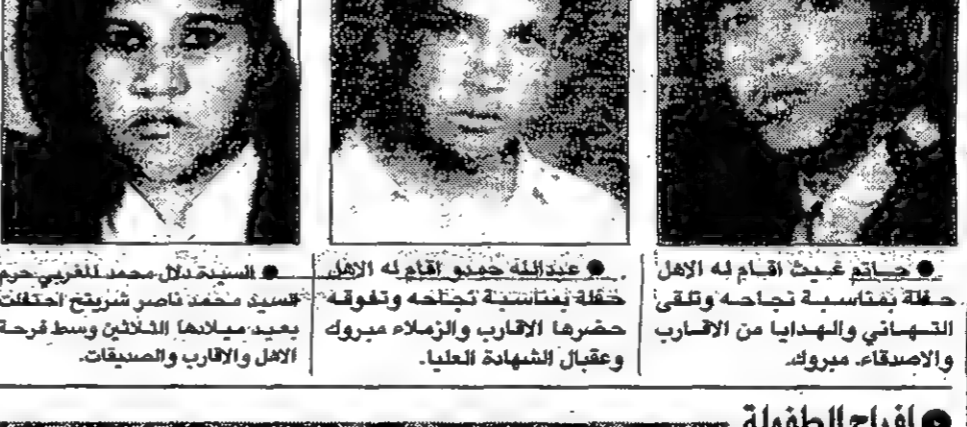 ● حاتم غيث اقام له الاهل
حفلة بمناسبة نجاحه وتلقى
التهاني والهدايا من الاقارب
والاصدقاء. مبروك.
● عبدالله حمدو اقام له الاهل
حفلة بمناسبة نجاحه وتفوقه
حضرها الاقارب والزملاء مبروك
وعقبال الشهادة العليا.
● السيدة دلال محمد المغربي حرم
السيد محمد ناصر شربتح احتفلت
بعيد ميلادها الثلاثين وسط فرحة
الاهل والاقارب والصديقات.
● افراح الطفولة